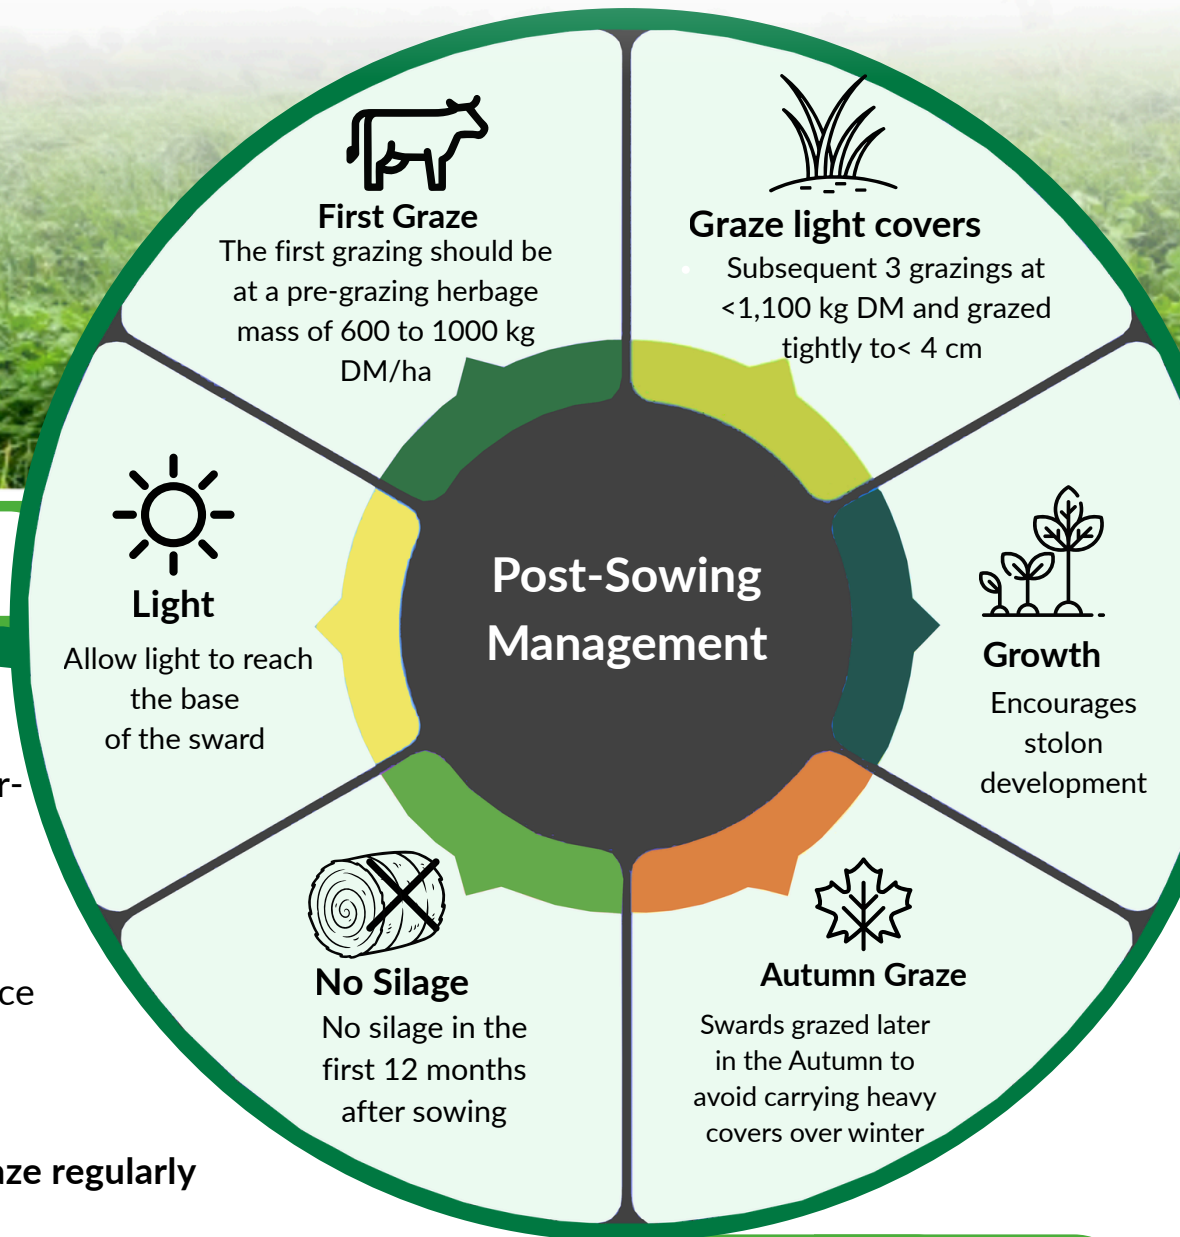 First Graze
The first grazing should be
at a pre-grazing herbage
mass of 600 to 1000 kg
DM/ha
Graze light covers
Subsequent 3 grazings at
<1,100 kg DM and grazed
tightly to< 4 cm
Light
Allow light to reach
the base
of the sward
Post-Sowing
Management
Growth
Encourages
stolon
development
No Silage
No silage in the
first 12 months
after sowing
Autumn Graze
Swards grazed later
in the Autumn to
avoid carrying heavy
covers over winter
r-
ce
aze regularly